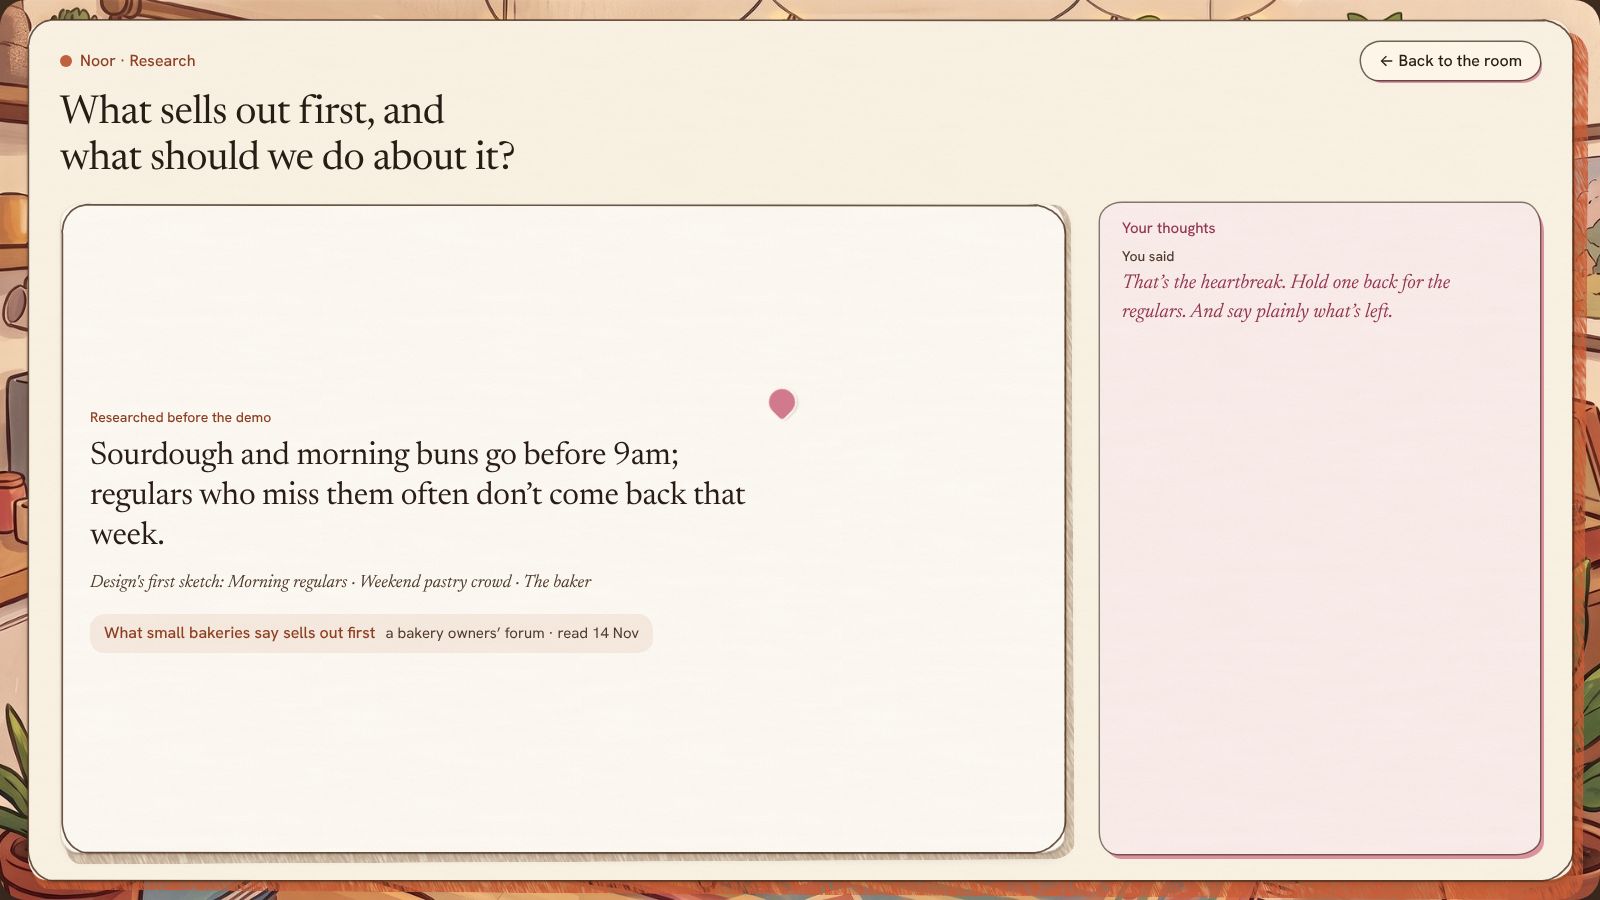 Noor · Research
← Back to the room
What sells out first, and
what should we do about it?
Researched before the demo
Sourdough and morning buns go before 9am;
regulars who miss them often don’t come back that
week.
Design's first sketch: Morning regulars · Weekend pastry crowd · The baker
What small bakeries say sells out first a bakery owners’ forum · read 14 Nov
Your thoughts
You said
That’s the heartbreak. Hold one back for the
regulars. And say plainly what’s left.